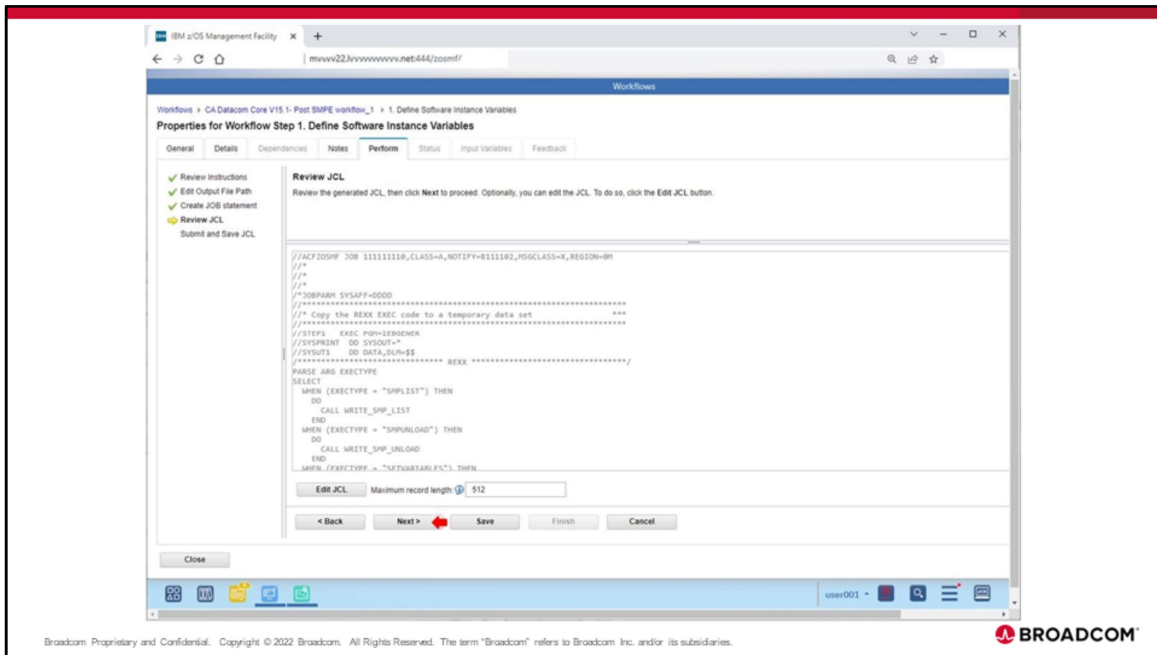 IBM z/OS Management Facility
mvwv22.lvvvvvvvvvv.net:444/zosmf/
Workflows
Workflows > CA Datacom Core V15.1- Post SMPE workflow_1 > 1. Define Software Instance Variables
Properties for Workflow Step 1. Define Software Instance Variables
General Details Dependencies Notes Perform Status Input Variables Feedback
Review Instructions
Edit Output File Path
Create JOB statement
Review JCL
Submit and Save JCL
Review JCL
Review the generated JCL, then click Next to proceed. Optionally, you can edit the JCL. To do so, click the Edit JCL button.
//ACFZOSMF JOB 111111110,CLASS=A,NOTIFY=8111102,MSGCLASS=X,REGION=0M
//*
//*
//*
/*JOBPARM SYSAFF=DDDD
//****************************************************************
//* Copy the REXX EXEC code to a temporary data set ***
//****************************************************************
//STEP1 EXEC PGM=IEBGENER
//SYSPRINT DD SYSOUT=*
//SYSUT1 DD DATA,DLM=$$
/***************************** REXX *******************************/
PARSE ARG EXECTYPE
SELECT
WHEN (EXECTYPE = "SMPLIST") THEN
DO
CALL WRITE_SMP_LIST
END
WHEN (EXECTYPE = "SMPUNLOAD") THEN
DO
CALL WRITE_SMP_UNLOAD
END
WHEN (EXECTYPE = "SETVARIABLES") THEN
Edit JCL Maximum record length: 512
< Back Next > Save Finish Cancel
Close
user001
Broadcom Proprietary and Confidential. Copyright © 2022 Broadcom. All Rights Reserved. The term "Broadcom" refers to Broadcom Inc. and/or its subsidiaries.
BROADCOM